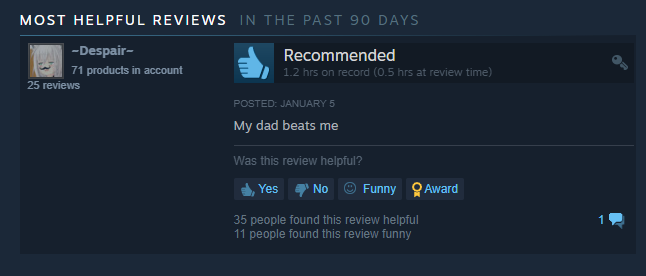 MOST HELPFUL REVIEWS IN THE PAST 90 DAYS
~Despair~
71 products in account
25 reviews
Recommended
1.2 hrs on record (0.5 hrs at review time)
POSTED: JANUARY 5
My dad beats me
Was this review helpful?
Yes No Funny Award
35 people found this review helpful
11 people found this review funny
1